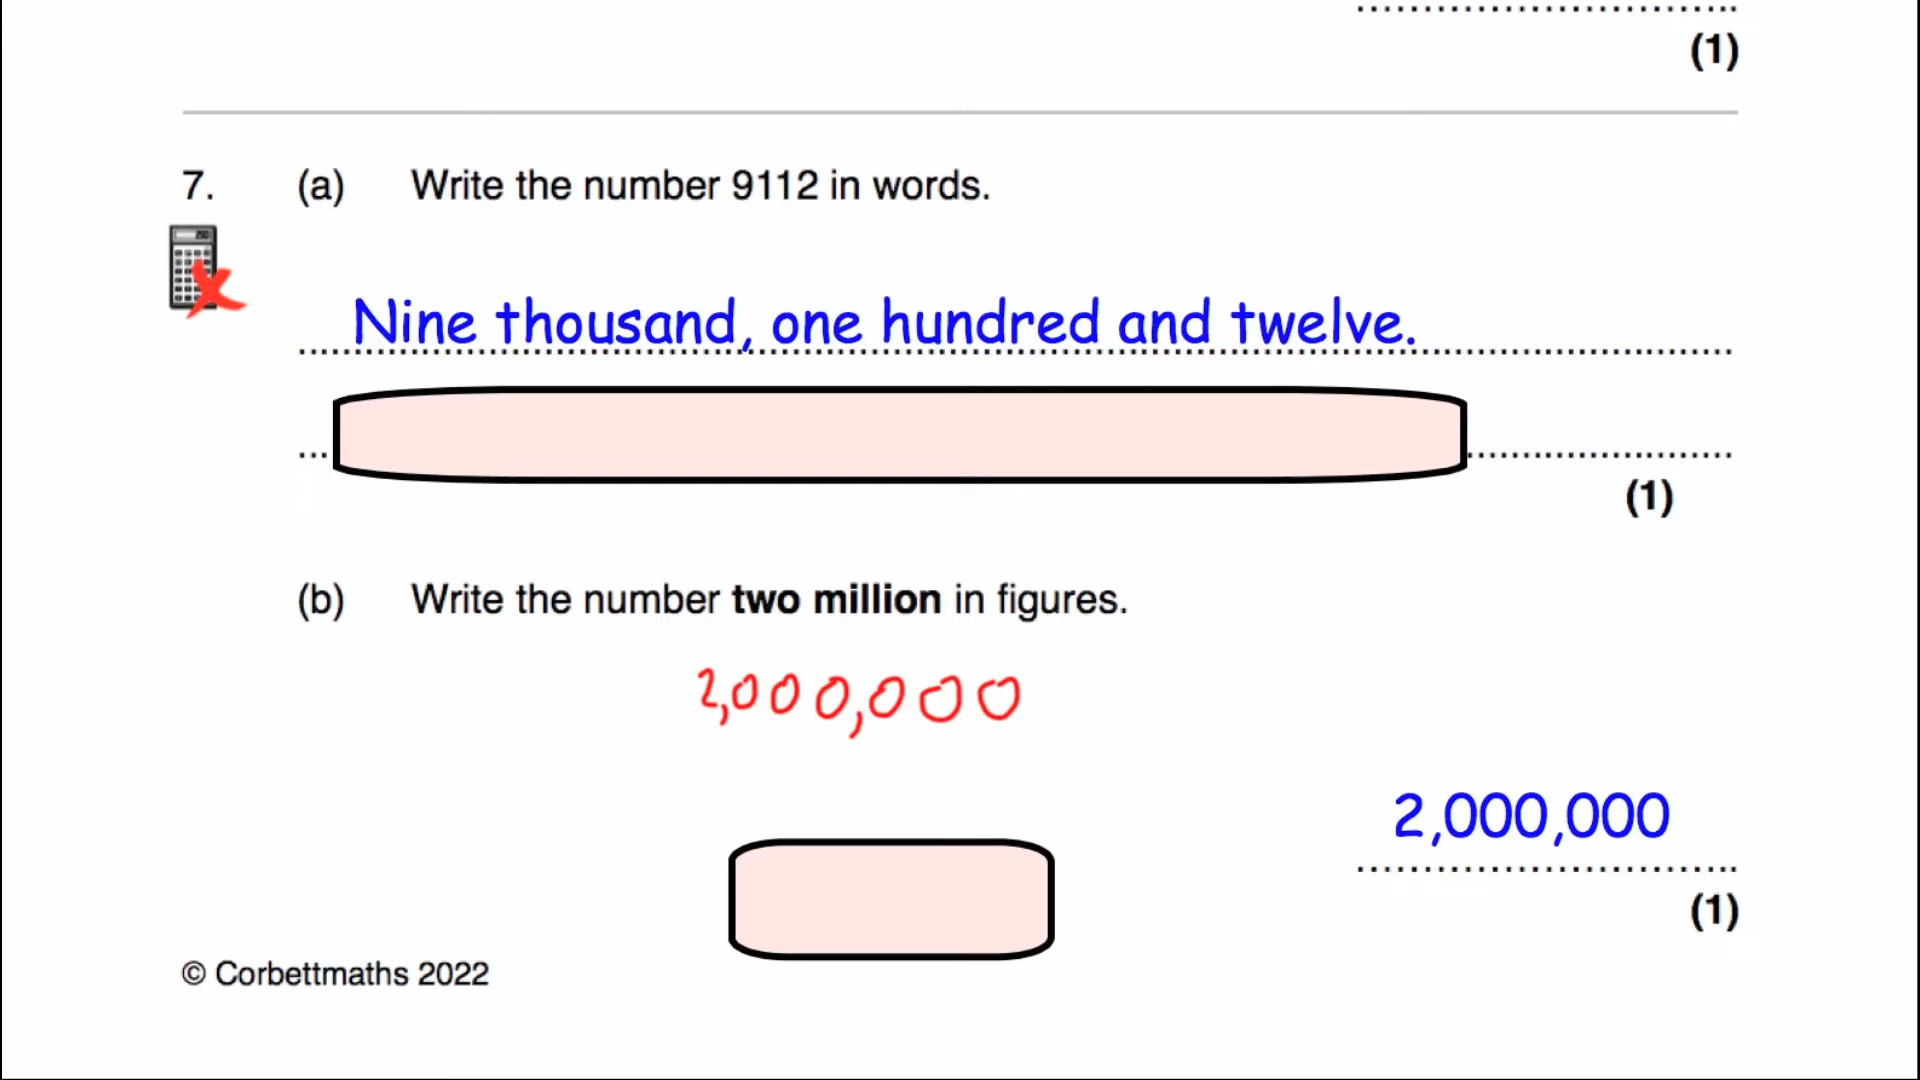 (1)
7. (a) Write the number 9112 in words.
Nine thousand, one hundred and twelve.
(1)
(b) Write the number two million in figures.
2,000,000
2,000,000
(1)
© Corbettmaths 2022